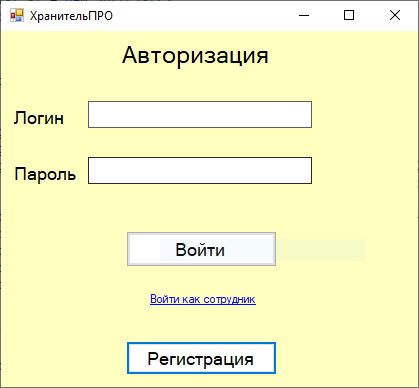 ХранительПРО
Авторизация
Логин
Пароль
Войти
Войти как сотрудник
Регистрация